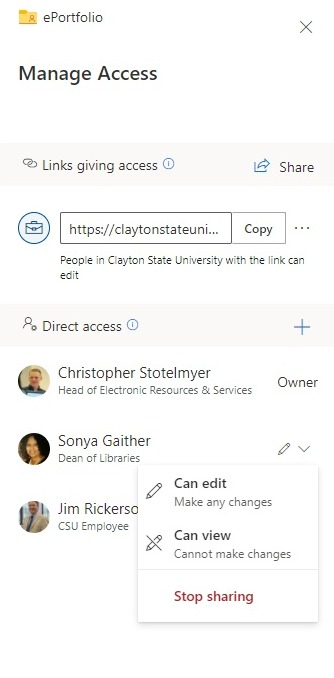 ePortfolio
Manage Access
Links giving access
Share
https://claytonstateuni...
Copy
People in Clayton State University with the link can
edit
Direct access
Christopher Stotelmyer
Head of Electronic Resources & Services
Owner
Sonya Gaither
Dean of Libraries
Can edit
Make any changes
Jim Rickerso
CSU Employee
Can view
Cannot make changes
Stop sharing